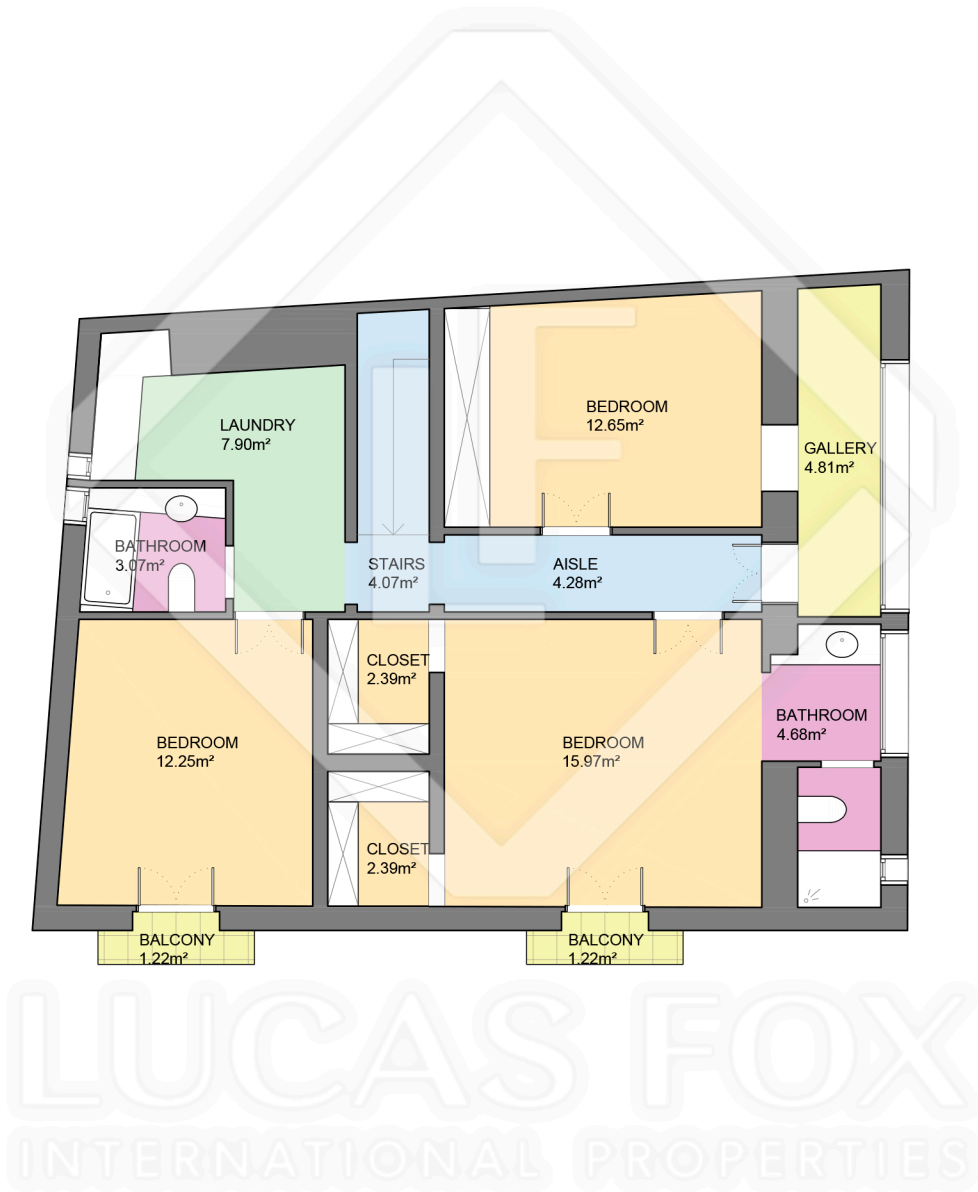 BEDROOM
12.65m²
LAUNDRY
7.90m²
GALLERY
4.81m²
BATHROOM
3.07m²
STAIRS
4.07m²
AISLE
4.28m²
CLOSET
2.39m²
BEDROOM
12.25m²
BEDROOM
15.97m²
BATHROOM
4.68m²
CLOSET
2.39m²
BALCONY
1.22m²
BALCONY
1.22m²
LUCAS FOX
INTERNATIONAL PROPERTIES